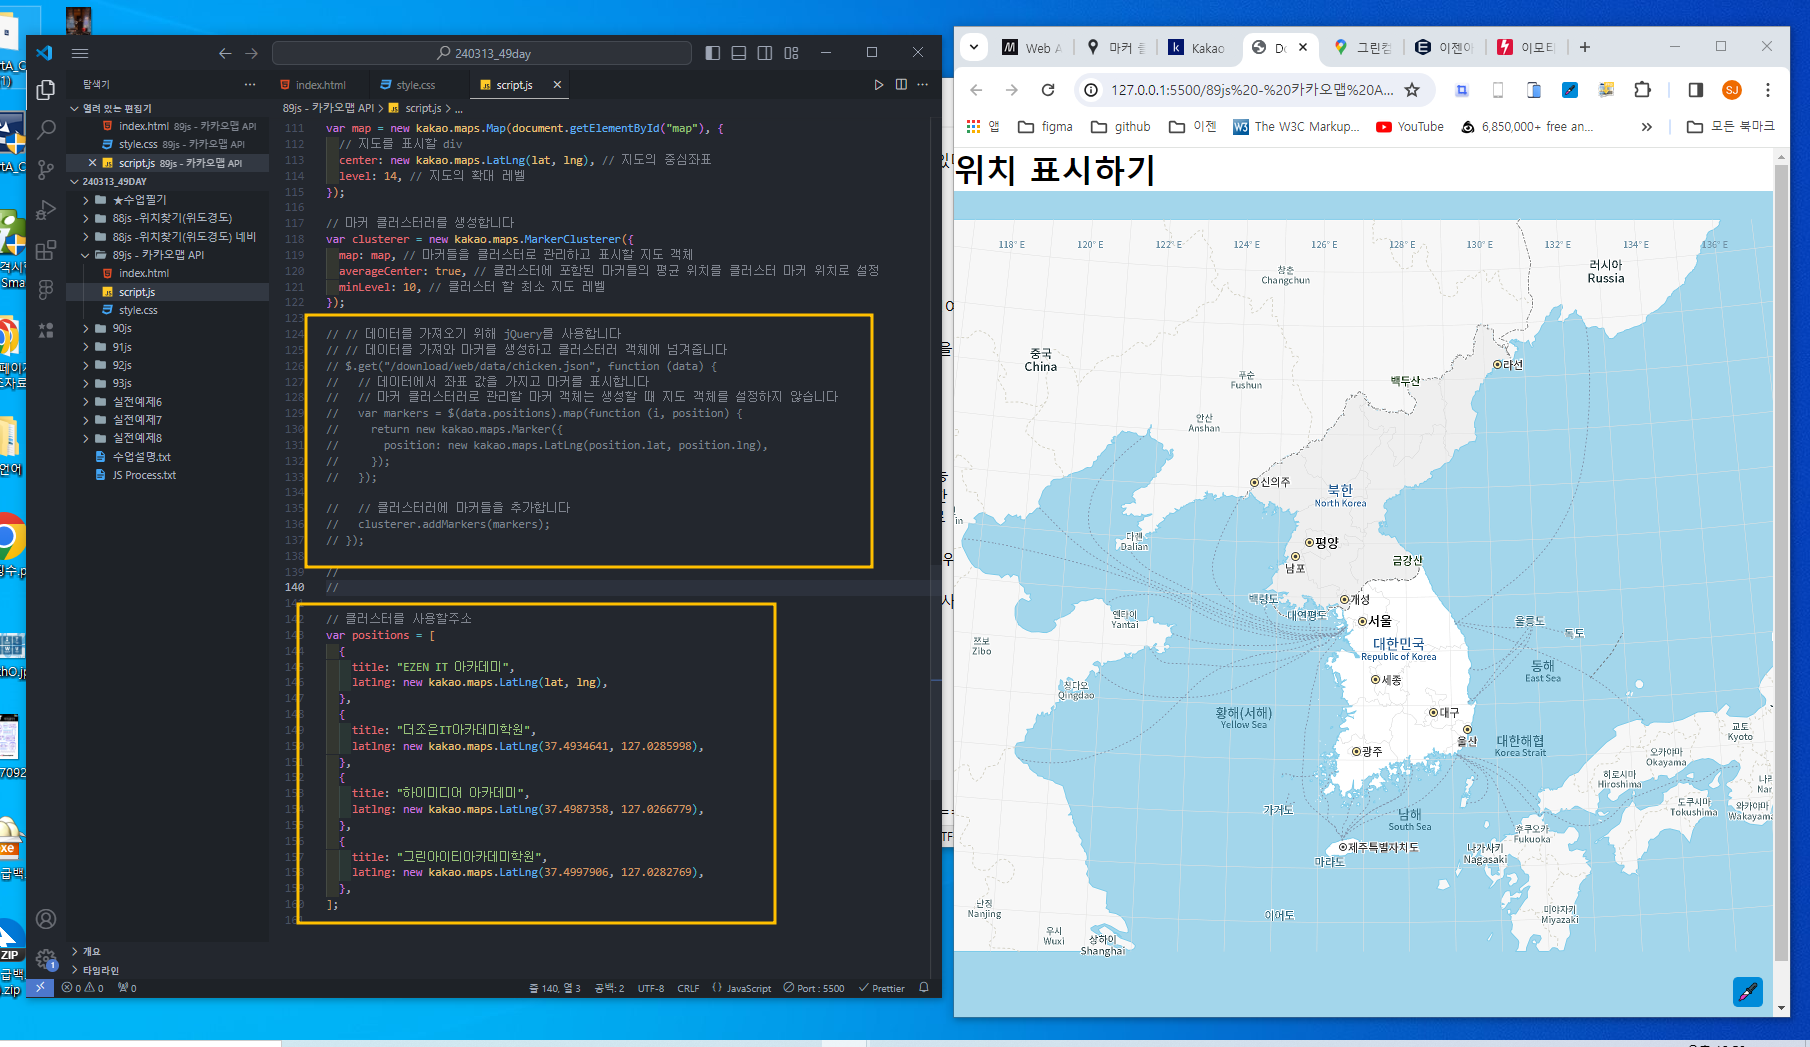 240313_49day
탐색기
열려 있는 편집기
index.html 89js - 카카오맵 API
style.css 89js - 카카오맵 API
script.js 89js - 카카오맵 API
240313_49DAY
★수업필기
88js -위치찾기(위도경도)
88js -위치찾기(위도경도) 네비
89js - 카카오맵 API
index.html
script.js
style.css
90js
91js
92js
93js
실전예제6
실전예제7
실전예제8
수업설명.txt
JS Process.txt
개요
타임라인
index.html
style.css
script.js
89js - 카카오맵 API > script.js > ...
111 var map = new kakao.maps.Map(document.getElementById("map"), {
112 // 지도를 표시할 div
113 center: new kakao.maps.LatLng(lat, lng), // 지도의 중심좌표
114 level: 14, // 지도의 확대 레벨
115 });
116
117 // 마커 클러스터러를 생성합니다
118 var clusterer = new kakao.maps.MarkerClusterer({
119 map: map, // 마커들을 클러스터로 관리하고 표시할 지도 객체
120 averageCenter: true, // 클러스터에 포함된 마커들의 평균 위치를 클러스터 마커 위치로 설정
121 minLevel: 10, // 클러스터 할 최소 지도 레벨
122 });
123
124 // // 데이터를 가져오기 위해 jQuery를 사용합니다
125 // // 데이터를 가져와 마커를 생성하고 클러스터러 객체에 넘겨줍니다
126 // $.get("/download/web/data/chicken.json", function (data) {
127 //   // 데이터에서 좌표 값을 가지고 마커를 표시합니다
128 //   // 마커 클러스터러로 관리할 마커 객체는 생성할 때 지도 객체를 설정하지 않습니다
129 //   var markers = $(data.positions).map(function (i, position) {
130 //     return new kakao.maps.Marker({
131 //       position: new kakao.maps.LatLng(position.lat, position.lng),
132 //     });
133 //   });
134
135 //   // 클러스터러에 마커들을 추가합니다
136 //   clusterer.addMarkers(markers);
137 // });
138
139 //
140 //
// 클러스터를 사용할주소
var positions = [
{
title: "EZEN IT 아카데미",
latlng: new kakao.maps.LatLng(lat, lng),
},
{
title: "더조은IT아카데미학원",
latlng: new kakao.maps.LatLng(37.4934641, 127.0285998),
},
{
title: "하이미디어 아카데미",
latlng: new kakao.maps.LatLng(37.4987358, 127.0266779),
},
{
title: "그린아이티아카데미학원",
latlng: new kakao.maps.LatLng(37.4997906, 127.0282769),
},
];
0 0 0
줄 140, 열 3 공백: 2 UTF-8 CRLF {} JavaScript Port : 5500 Prettier
Kakao
그린컴
이모티
127.0.0.1:5500/89js%20-%20카카오맵%20A...
SJ
앱 figma github 이젠 The W3C Markup... YouTube 6,850,000+ free an... 모든 북마크
위치 표시하기
118° E 120° E 122° E 124° E 126° E 128° E 130° E 132° E 134° E 136° E
러시아
Russia
창춘
Changchun
중국
China
라선
푸순
Fushun
백두산
안산
Anshan
신의주
북한
North Korea
다롄
Dalian
평양
남포
금강산
백령도
개성
대연평도
서울
옌타이
Yantai
울릉도
독도
쯔보
Zibo
대한민국
Republic of Korea
동해
East Sea
세종
칭다오
Qingdao
황해(서해)
Yellow Sea
대구
울산
대한해협
Korea Strait
교토
Kyoto
오카야마
Okayama
광주
히로시마
Hiroshima
도쿠시마
Tokushima
와카야마
Wakayama
가거도
남해
South Sea
후쿠오카
Fukuoka
제주특별자치도
마라도
나가사키
Nagasaki
난징
Nanjing
이어도
미야자키
Miyazaki
우시
Wuxi
상하이
Shanghai